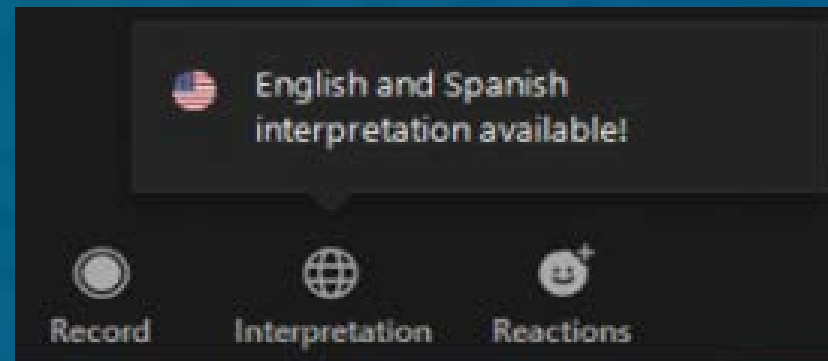 English and Spanish
interpretation available!
Record
Interpretation
Reactions